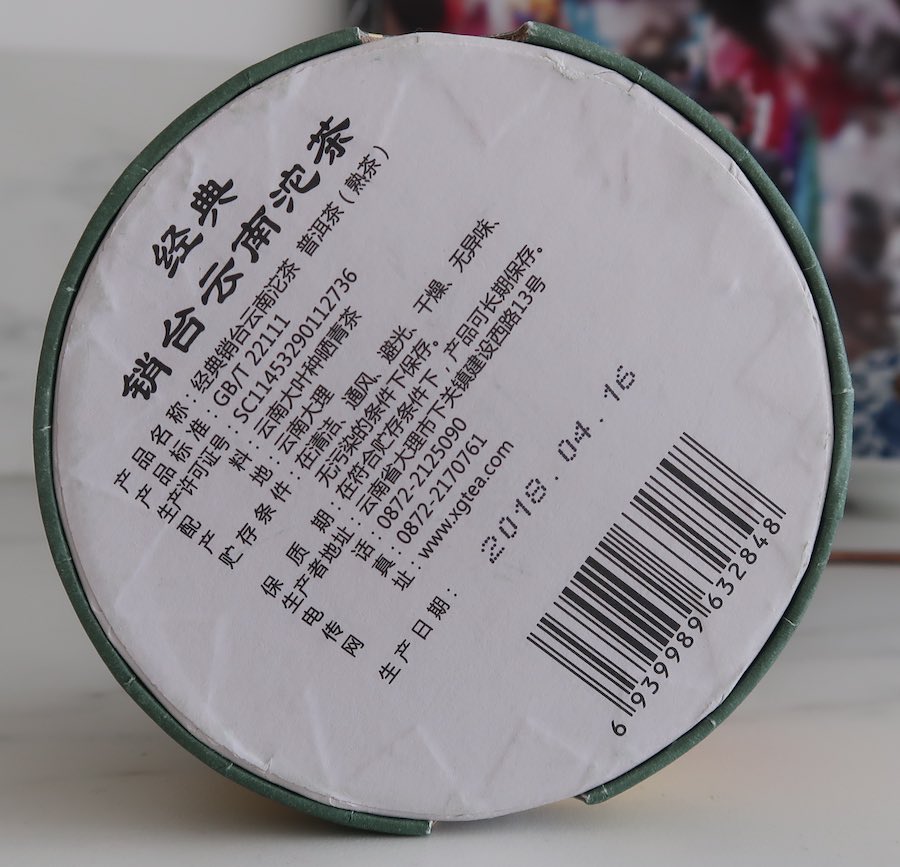 经典
销台云南沱茶
产品名称：经典销台云南沱茶 普洱茶（熟茶）
产品标准：GB/T 22111
生产许可证号：SC11453290112736
配料：云南大叶种晒青茶
产地：云南大理
贮存条件：在清洁、通风、避光、干燥、无异味、
无污染的条件下保存。
保质期：在符合贮存条件下，产品可长期保存。
生产者地址：云南省大理市下关镇建设西路13号
电话：0872-2125090
传真：0872-2170761
网址：www.xgtea.com
生产日期：2018.04.16
6939989632848